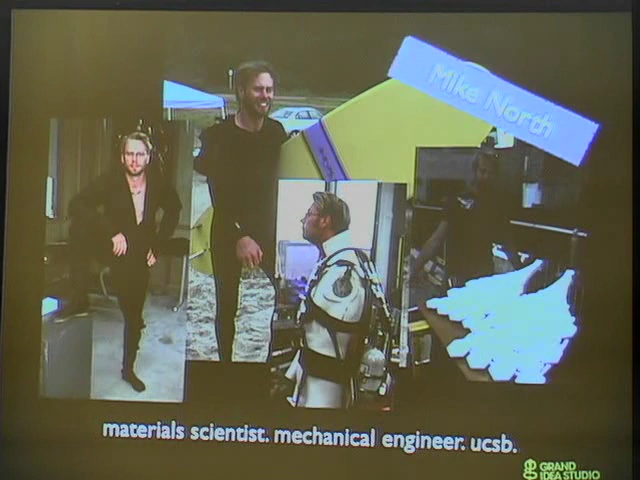 Mike North
materials scientist. mechanical engineer. ucsb.
GRAND
IDEA STUDIO